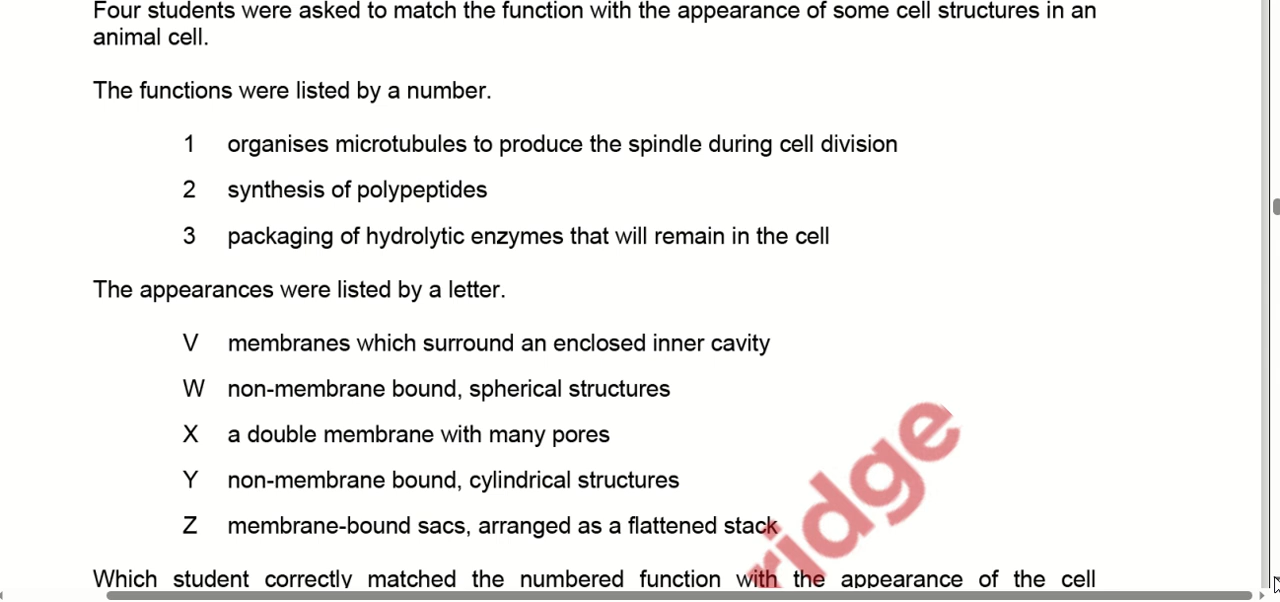 Four students were asked to match the function with the appearance of some cell structures in an
animal cell.
The functions were listed by a number.
1 organises microtubules to produce the spindle during cell division
2 synthesis of polypeptides
3 packaging of hydrolytic enzymes that will remain in the cell
The appearances were listed by a letter.
V membranes which surround an enclosed inner cavity
W non-membrane bound, spherical structures
X a double membrane with many pores
Y non-membrane bound, cylindrical structures
Z membrane-bound sacs, arranged as a flattened stack
Which student correctly matched the numbered function with the appearance of the cell
ridge